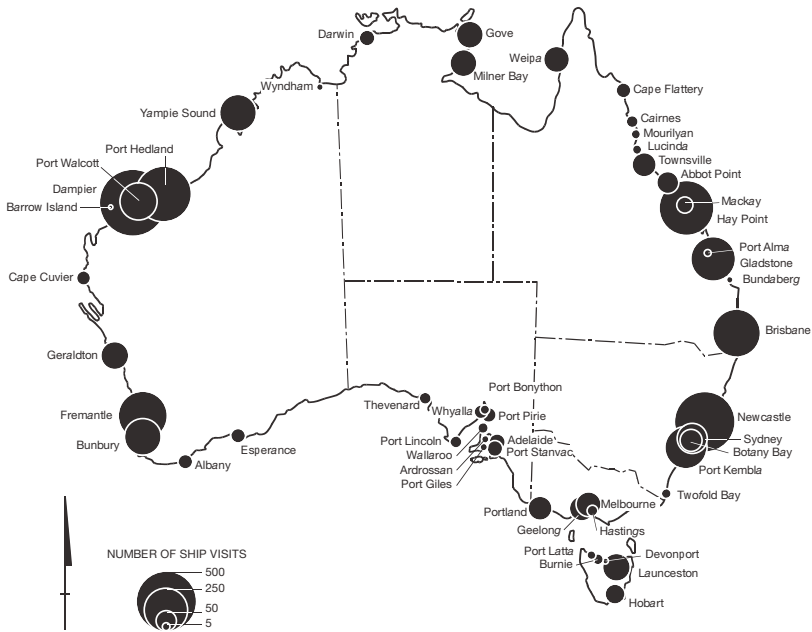 Darwin
Gove
Weipa
Milner Bay
Wyndham
Cape Flattery
Yampie Sound
Cairnes
Mourilyan
Lucinda
Port Hedland
Port Walcott
Townsville
Abbot Point
Dampier
Barrow Island
Mackay
Hay Point
Port Alma
Gladstone
Cape Cuvier
Bundaberg
Brisbane
Geraldton
Port Bonython
Thevenard
Whyalla
Port Pirie
Fremantle
Newcastle
Bunbury
Esperance
Port Lincoln
Adelaide
Sydney
Wallaroo
Port Stanvac
Botany Bay
Albany
Ardrossan
Port Kembla
Port Giles
Twofold Bay
Portland
Melbourne
Geelong
Hastings
NUMBER OF SHIP VISITS
Port Latta
Devonport
Burnie
Launceston
500
250
Hobart
50
5